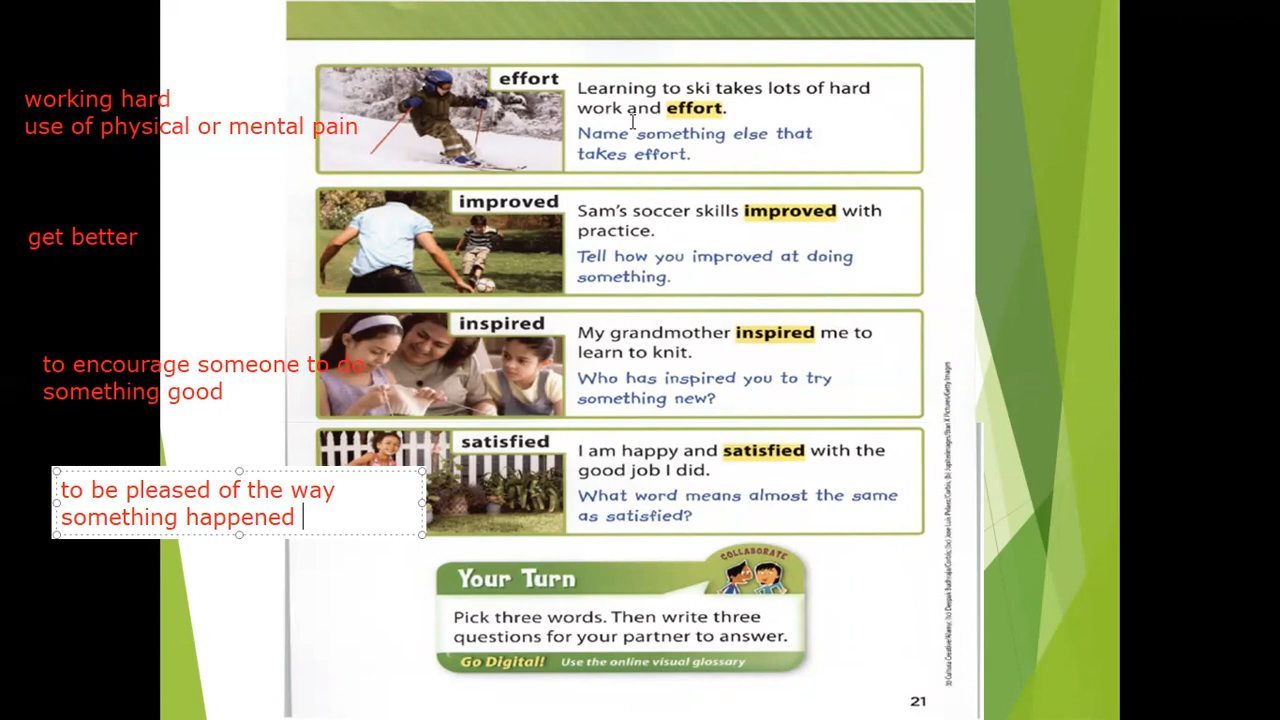 effort
Learning to ski takes lots of hard
work and effort.
Name something else that
takes effort.
working hard
use of physical or mental pain
improved
Sam's soccer skills improved with
practice.
Tell how you improved at doing
something.
get better
inspired
My grandmother inspired me to
learn to knit.
Who has inspired you to try
something new?
to encourage someone to do
something good
satisfied
I am happy and satisfied with the
good job I did.
What word means almost the same
as satisfied?
to be pleased of the way
something happened
COLLABORATE
Your Turn
Pick three words. Then write three
questions for your partner to answer.
Go Digital! Use the online visual glossary
21